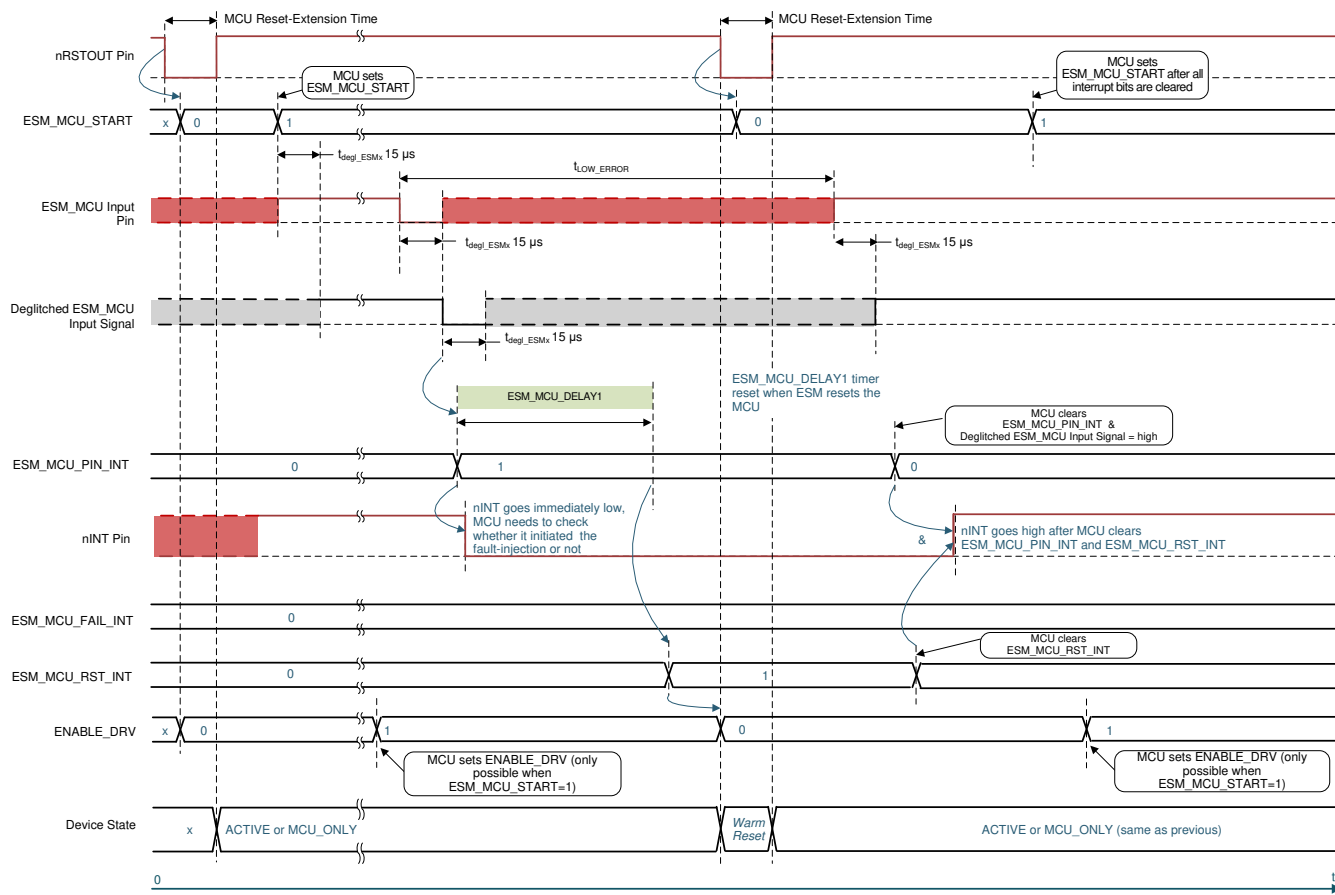 MCU Reset-Extension Time
MCU Reset-Extension Time
nRSTOUT Pin
MCU sets
ESM_MCU_START
MCU sets
ESM_MCU_START after all
interrupt bits are cleared
ESM_MCU_START
x
0
1
0
1
tdegl_ESMx 15 µs
tLOW_ERROR
ESM_MCU Input
Pin
tdegl_ESMx 15 µs
tdegl_ESMx 15 µs
Deglitched ESM_MCU
Input Signal
tdegl_ESMx 15 µs
ESM_MCU_DELAY1
ESM_MCU_DELAY1 timer
reset when ESM resets the
MCU
MCU clears
ESM_MCU_PIN_INT &
Deglitched ESM_MCU Input Signal = high
ESM_MCU_PIN_INT
0
1
0
nINT Pin
nINT goes immediately low,
MCU needs to check
whether it initiated the
fault-injection or not
&
nINT goes high after MCU clears
ESM_MCU_PIN_INT and ESM_MCU_RST_INT
ESM_MCU_FAIL_INT
0
MCU clears
ESM_MCU_RST_INT
ESM_MCU_RST_INT
0
1
ENABLE_DRV
x
0
1
0
1
MCU sets ENABLE_DRV (only
possible when
ESM_MCU_START=1)
MCU sets ENABLE_DRV (only
possible when
ESM_MCU_START=1)
Device State
x
ACTIVE or MCU_ONLY
Warm
Reset
ACTIVE or MCU_ONLY (same as previous)
0
t